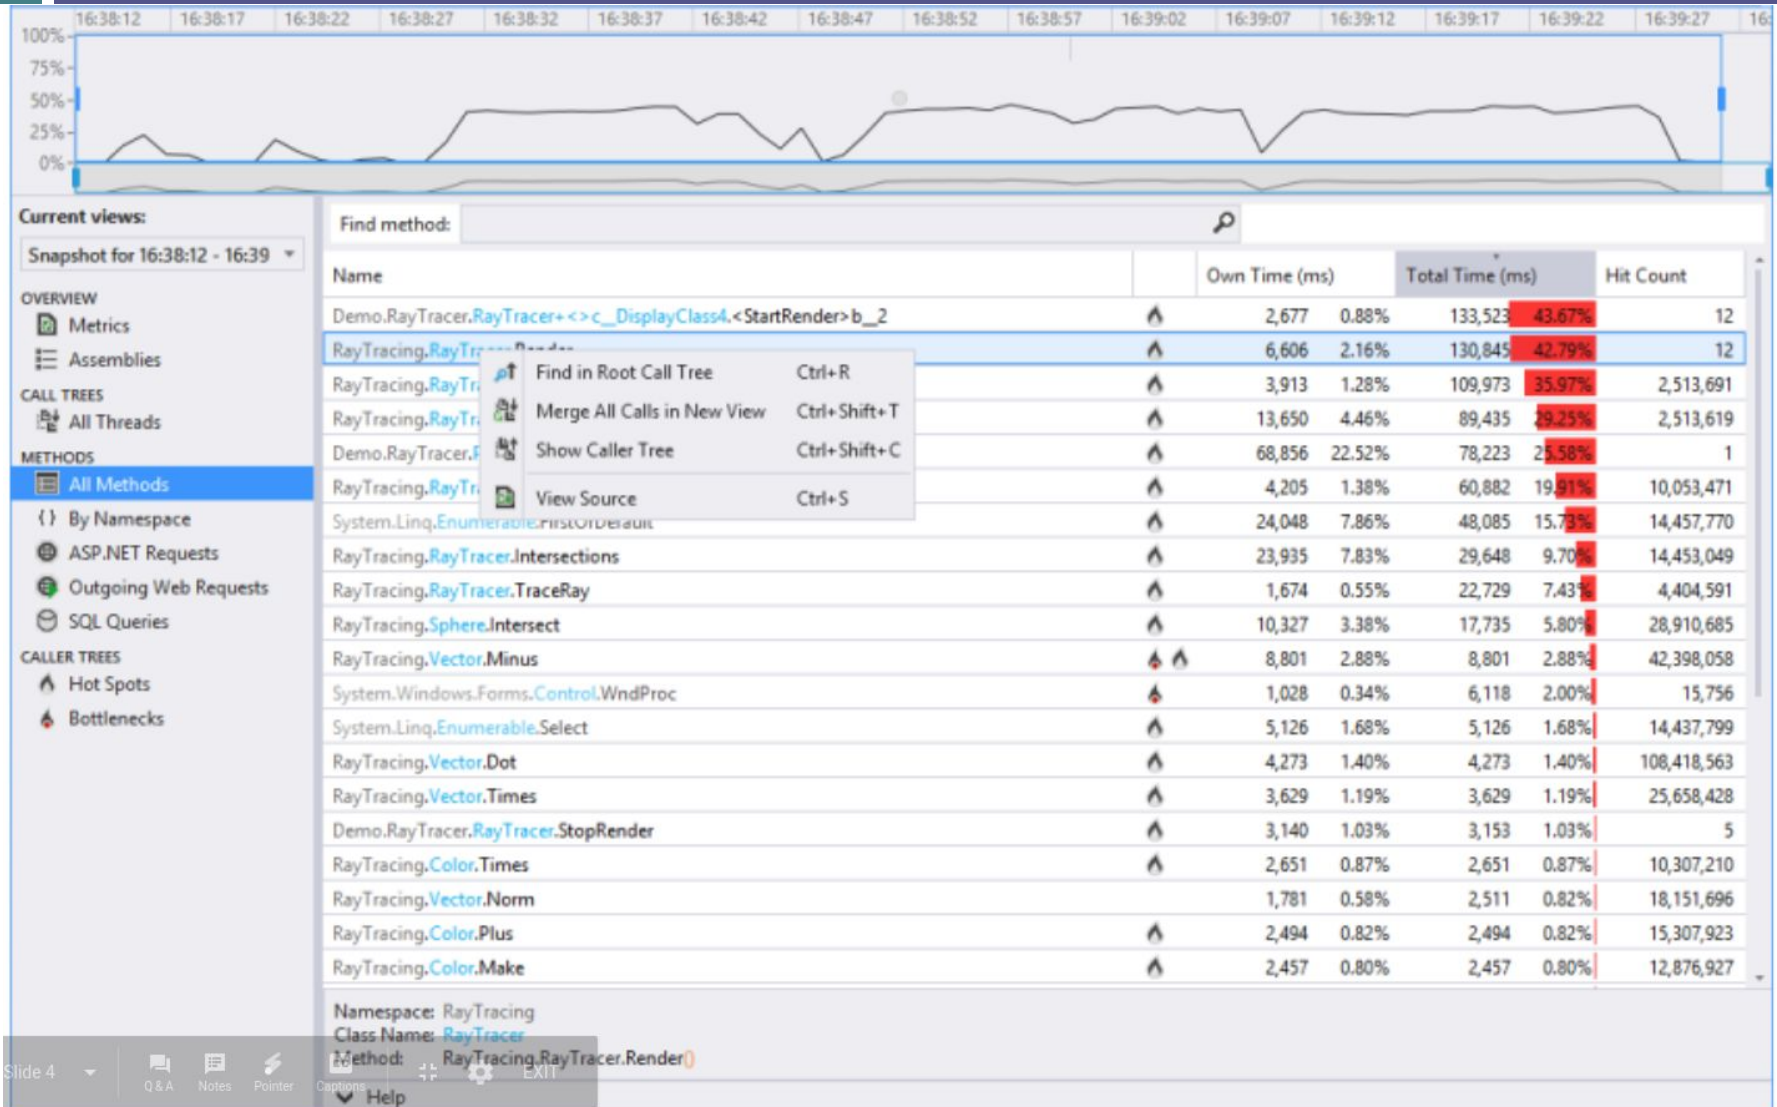 16:38:12 16:38:17 16:38:22 16:38:27 16:38:32 16:38:37 16:38:42 16:38:47 16:38:52 16:38:57 16:39:02 16:39:07 16:39:12 16:39:17 16:39:22 16:39:27 16:
100%
75%
50%
25%
0%
Current views:
Snapshot for 16:38:12 - 16:39
OVERVIEW
Metrics
Assemblies
CALL TREES
All Threads
METHODS
All Methods
By Namespace
ASP.NET Requests
Outgoing Web Requests
SQL Queries
CALLER TREES
Hot Spots
Bottlenecks
Find method:
Name Own Time (ms) Total Time (ms) Hit Count
Demo.RayTracer.RayTracer+<>c__DisplayClass4.<StartRender>b__2 2,677 0.88% 133,523 43.67% 12
RayTracing.RayTracer.Render 6,606 2.16% 130,845 42.79% 12
RayTracing.RayTr 3,913 1.28% 109,973 35.97% 2,513,691
RayTracing.RayTr 13,650 4.46% 89,435 29.25% 2,513,619
Demo.RayTracer. 68,856 22.52% 78,223 25.58% 1
RayTracing.RayTr 4,205 1.38% 60,882 19.91% 10,053,471
System.Linq.Enumerable.FirstOrDefault 24,048 7.86% 48,085 15.73% 14,457,770
RayTracing.RayTracer.Intersections 23,935 7.83% 29,648 9.70% 14,453,049
RayTracing.RayTracer.TraceRay 1,674 0.55% 22,729 7.43% 4,404,591
RayTracing.Sphere.Intersect 10,327 3.38% 17,735 5.80% 28,910,685
RayTracing.Vector.Minus 8,801 2.88% 8,801 2.88% 42,398,058
System.Windows.Forms.Control.WndProc 1,028 0.34% 6,118 2.00% 15,756
System.Linq.Enumerable.Select 5,126 1.68% 5,126 1.68% 14,437,799
RayTracing.Vector.Dot 4,273 1.40% 4,273 1.40% 108,418,563
RayTracing.Vector.Times 3,629 1.19% 3,629 1.19% 25,658,428
Demo.RayTracer.RayTracer.StopRender 3,140 1.03% 3,153 1.03% 5
RayTracing.Color.Times 2,651 0.87% 2,651 0.87% 10,307,210
RayTracing.Vector.Norm 1,781 0.58% 2,511 0.82% 18,151,696
RayTracing.Color.Plus 2,494 0.82% 2,494 0.82% 15,307,923
RayTracing.Color.Make 2,457 0.80% 2,457 0.80% 12,876,927
Find in Root Call Tree Ctrl+R
Merge All Calls in New View Ctrl+Shift+T
Show Caller Tree Ctrl+Shift+C
View Source Ctrl+S
Namespace: RayTracing
Class Name: RayTracer
Method: RayTracing.RayTracer.Render()
Help
Slide 4
Q & A Notes Pointer Captions EXIT